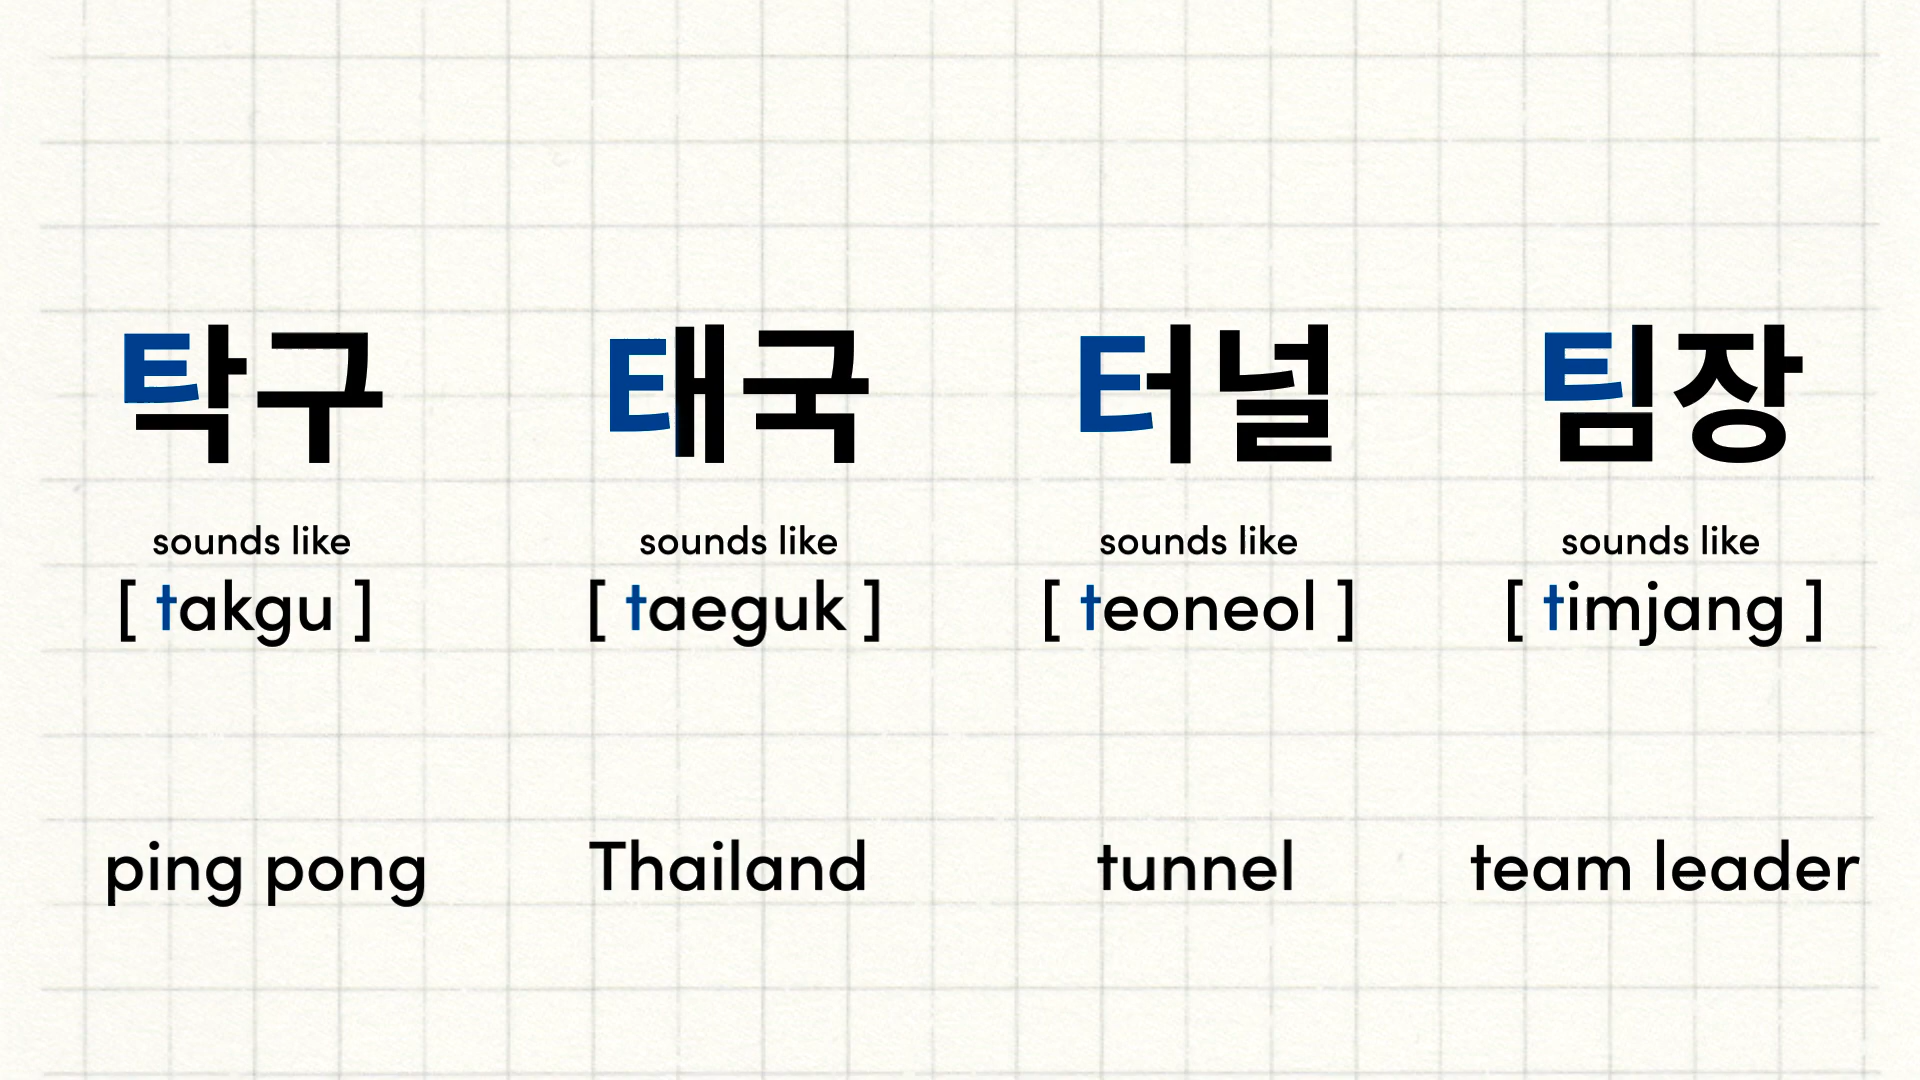 탁구 태국 터널 팀장
sounds like sounds like sounds like sounds like
[ takgu ] [ taeguk ] [ teoneol ] [ timjang ]
ping pong Thailand tunnel team leader